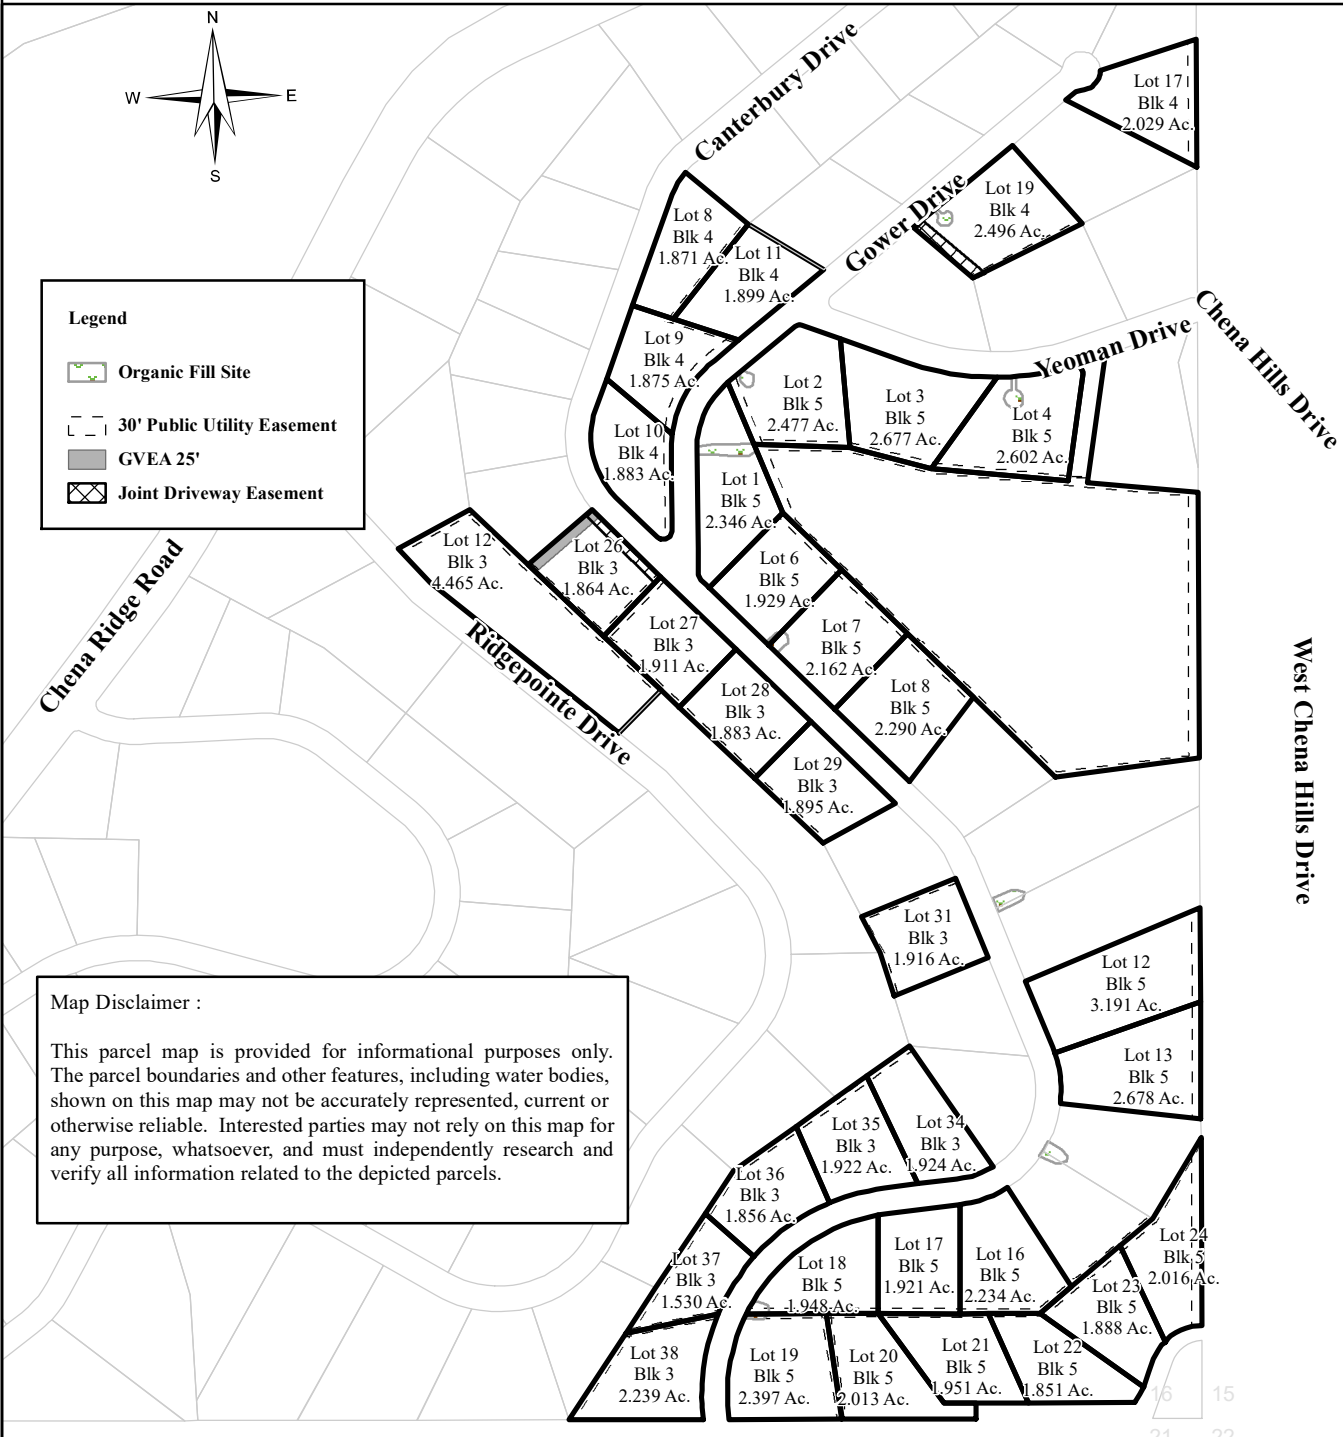 N
W
E
S
Canterbury Drive
Gower Drive
Yeoman Drive
Chena Hills Drive
West Chena Hills Drive
Chena Ridge Road
Ridgepointe Drive
Legend
Organic Fill Site
30' Public Utility Easement
GVEA 25'
Joint Driveway Easement
Lot 17
Blk 4
2.029 Ac.
Lot 19
Blk 4
2.496 Ac.
Lot 8
Blk 4
1.871 Ac.
Lot 11
Blk 4
1.899 Ac.
Lot 9
Blk 4
1.875 Ac.
Lot 10
Blk 4
1.883 Ac.
Lot 2
Blk 5
2.477 Ac.
Lot 3
Blk 5
2.677 Ac.
Lot 4
Blk 5
2.602 Ac.
Lot 1
Blk 5
2.346 Ac.
Lot 6
Blk 5
1.929 Ac.
Lot 7
Blk 5
2.162 Ac.
Lot 8
Blk 5
2.290 Ac.
Lot 12
Blk 3
4.465 Ac.
Lot 26
Blk 3
1.864 Ac.
Lot 27
Blk 3
1.911 Ac.
Lot 28
Blk 3
1.883 Ac.
Lot 29
Blk 3
1.895 Ac.
Lot 31
Blk 3
1.916 Ac.
Lot 12
Blk 5
3.191 Ac.
Lot 13
Blk 5
2.678 Ac.
Map Disclaimer :
This parcel map is provided for informational purposes only.
The parcel boundaries and other features, including water bodies,
shown on this map may not be accurately represented, current or
otherwise reliable. Interested parties may not rely on this map for
any purpose, whatsoever, and must independently research and
verify all information related to the depicted parcels.
Lot 34
Blk 3
1.924 Ac.
Lot 35
Blk 3
1.922 Ac.
Lot 36
Blk 3
1.856 Ac.
Lot 37
Blk 3
1.530 Ac.
Lot 38
Blk 3
2.239 Ac.
Lot 18
Blk 5
1.948 Ac.
Lot 17
Blk 5
1.921 Ac.
Lot 16
Blk 5
2.234 Ac.
Lot 24
Blk 5
2.016 Ac.
Lot 23
Blk 5
1.888 Ac.
Lot 19
Blk 5
2.397 Ac.
Lot 20
Blk 5
2.013 Ac.
Lot 21
Blk 5
1.951 Ac.
Lot 22
Blk 5
1.851 Ac.
16 15
21 22